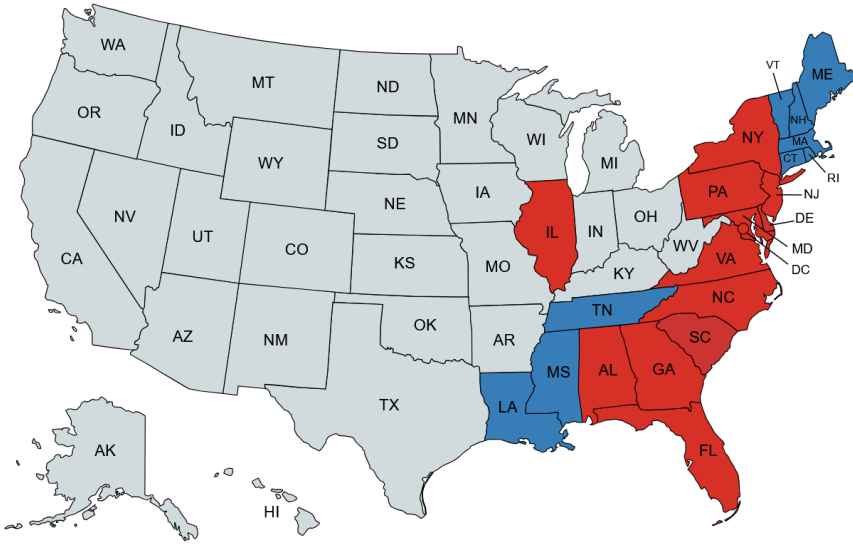 WA
MT
ND
MN
VT
ME
OR
ID
SD
WI
MI
NY
NH
MA
CT
RI
WY
IA
PA
NJ
NE
IL
IN
OH
DE
NV
UT
CO
KS
MO
KY
WV
VA
MD
DC
CA
AZ
NM
OK
AR
TN
NC
SC
TX
LA
MS
AL
GA
FL
AK
HI